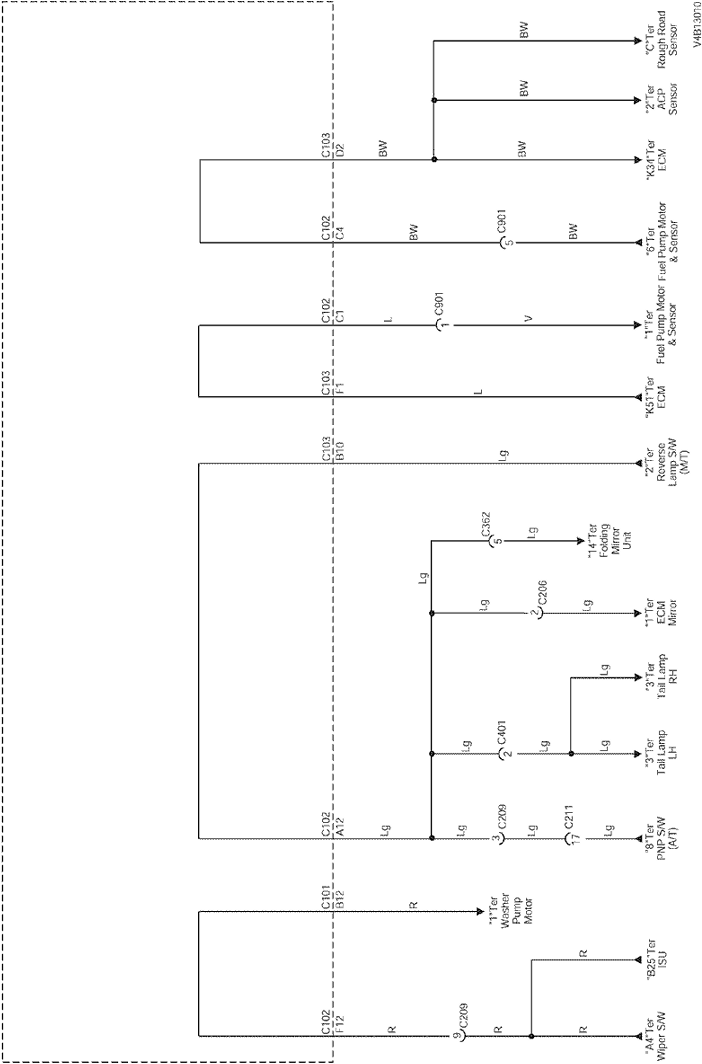 V4B13010
BW
"C"Ter
Rough Road
Sensor
BW
"2"Ter
ACP
Sensor
C103
D2
BW
BW
"K34"Ter
ECM
C102
C4
BW
C901
5
BW
"6"Ter
Fuel Pump Motor
& Sensor
C102
C1
L
C901
1
V
"1"Ter
Fuel Pump Motor
& Sensor
C103
F1
L
"K51"Ter
ECM
C103
B10
Lg
"2"Ter
Reverse
Lamp S/W
(M/T)
C362
5
Lg
"14"Ter
Folding
Mirror
Unit
Lg
Lg
C206
2
Lg
"1"Ter
ECM
Mirror
Lg
"3"Ter
Tail Lamp
RH
Lg
C401
2
Lg
Lg
"3"Ter
Tail Lamp
LH
C102
A12
Lg
Lg
C209
3
Lg
C211
17
Lg
"8"Ter
PNP S/W
(A/T)
C101
B12
R
"1"Ter
Washer
Pump
Motor
R
"B25"Ter
ISU
C102
F12
R
C209
9
R
R
"A4"Ter
Wiper S/W